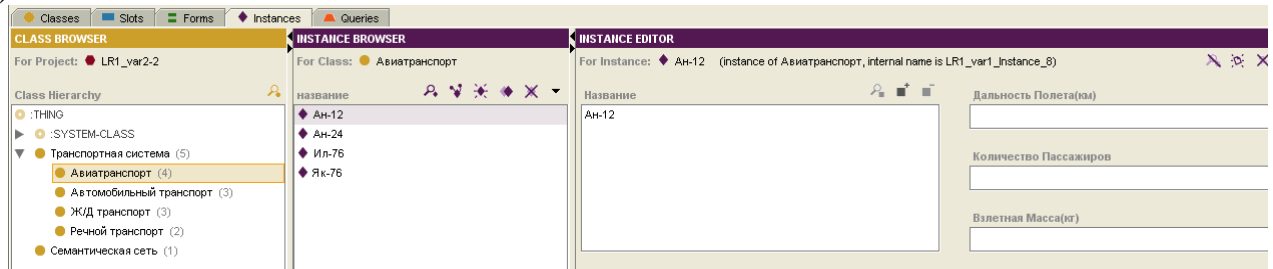 Classes Slots Forms Instances Queries
CLASS BROWSER
For Project: LR1_var2-2
Class Hierarchy
:THING
:SYSTEM-CLASS
Транспортная система (5)
Авиатранспорт (4)
Автомобильный транспорт (3)
Ж/Д транспорт (3)
Речной транспорт (2)
Семантическая сеть (1)
INSTANCE BROWSER
For Class: Авиатранспорт
название
Ан-12
Ан-24
Ил-76
Як-76
INSTANCE EDITOR
For Instance: Ан-12 (instance of Авиатранспорт, internal name is LR1_var1_Instance_8)
Название
Ан-12
Дальность Полета(км)
Количество Пассажиров
Взлетная Масса(кг)